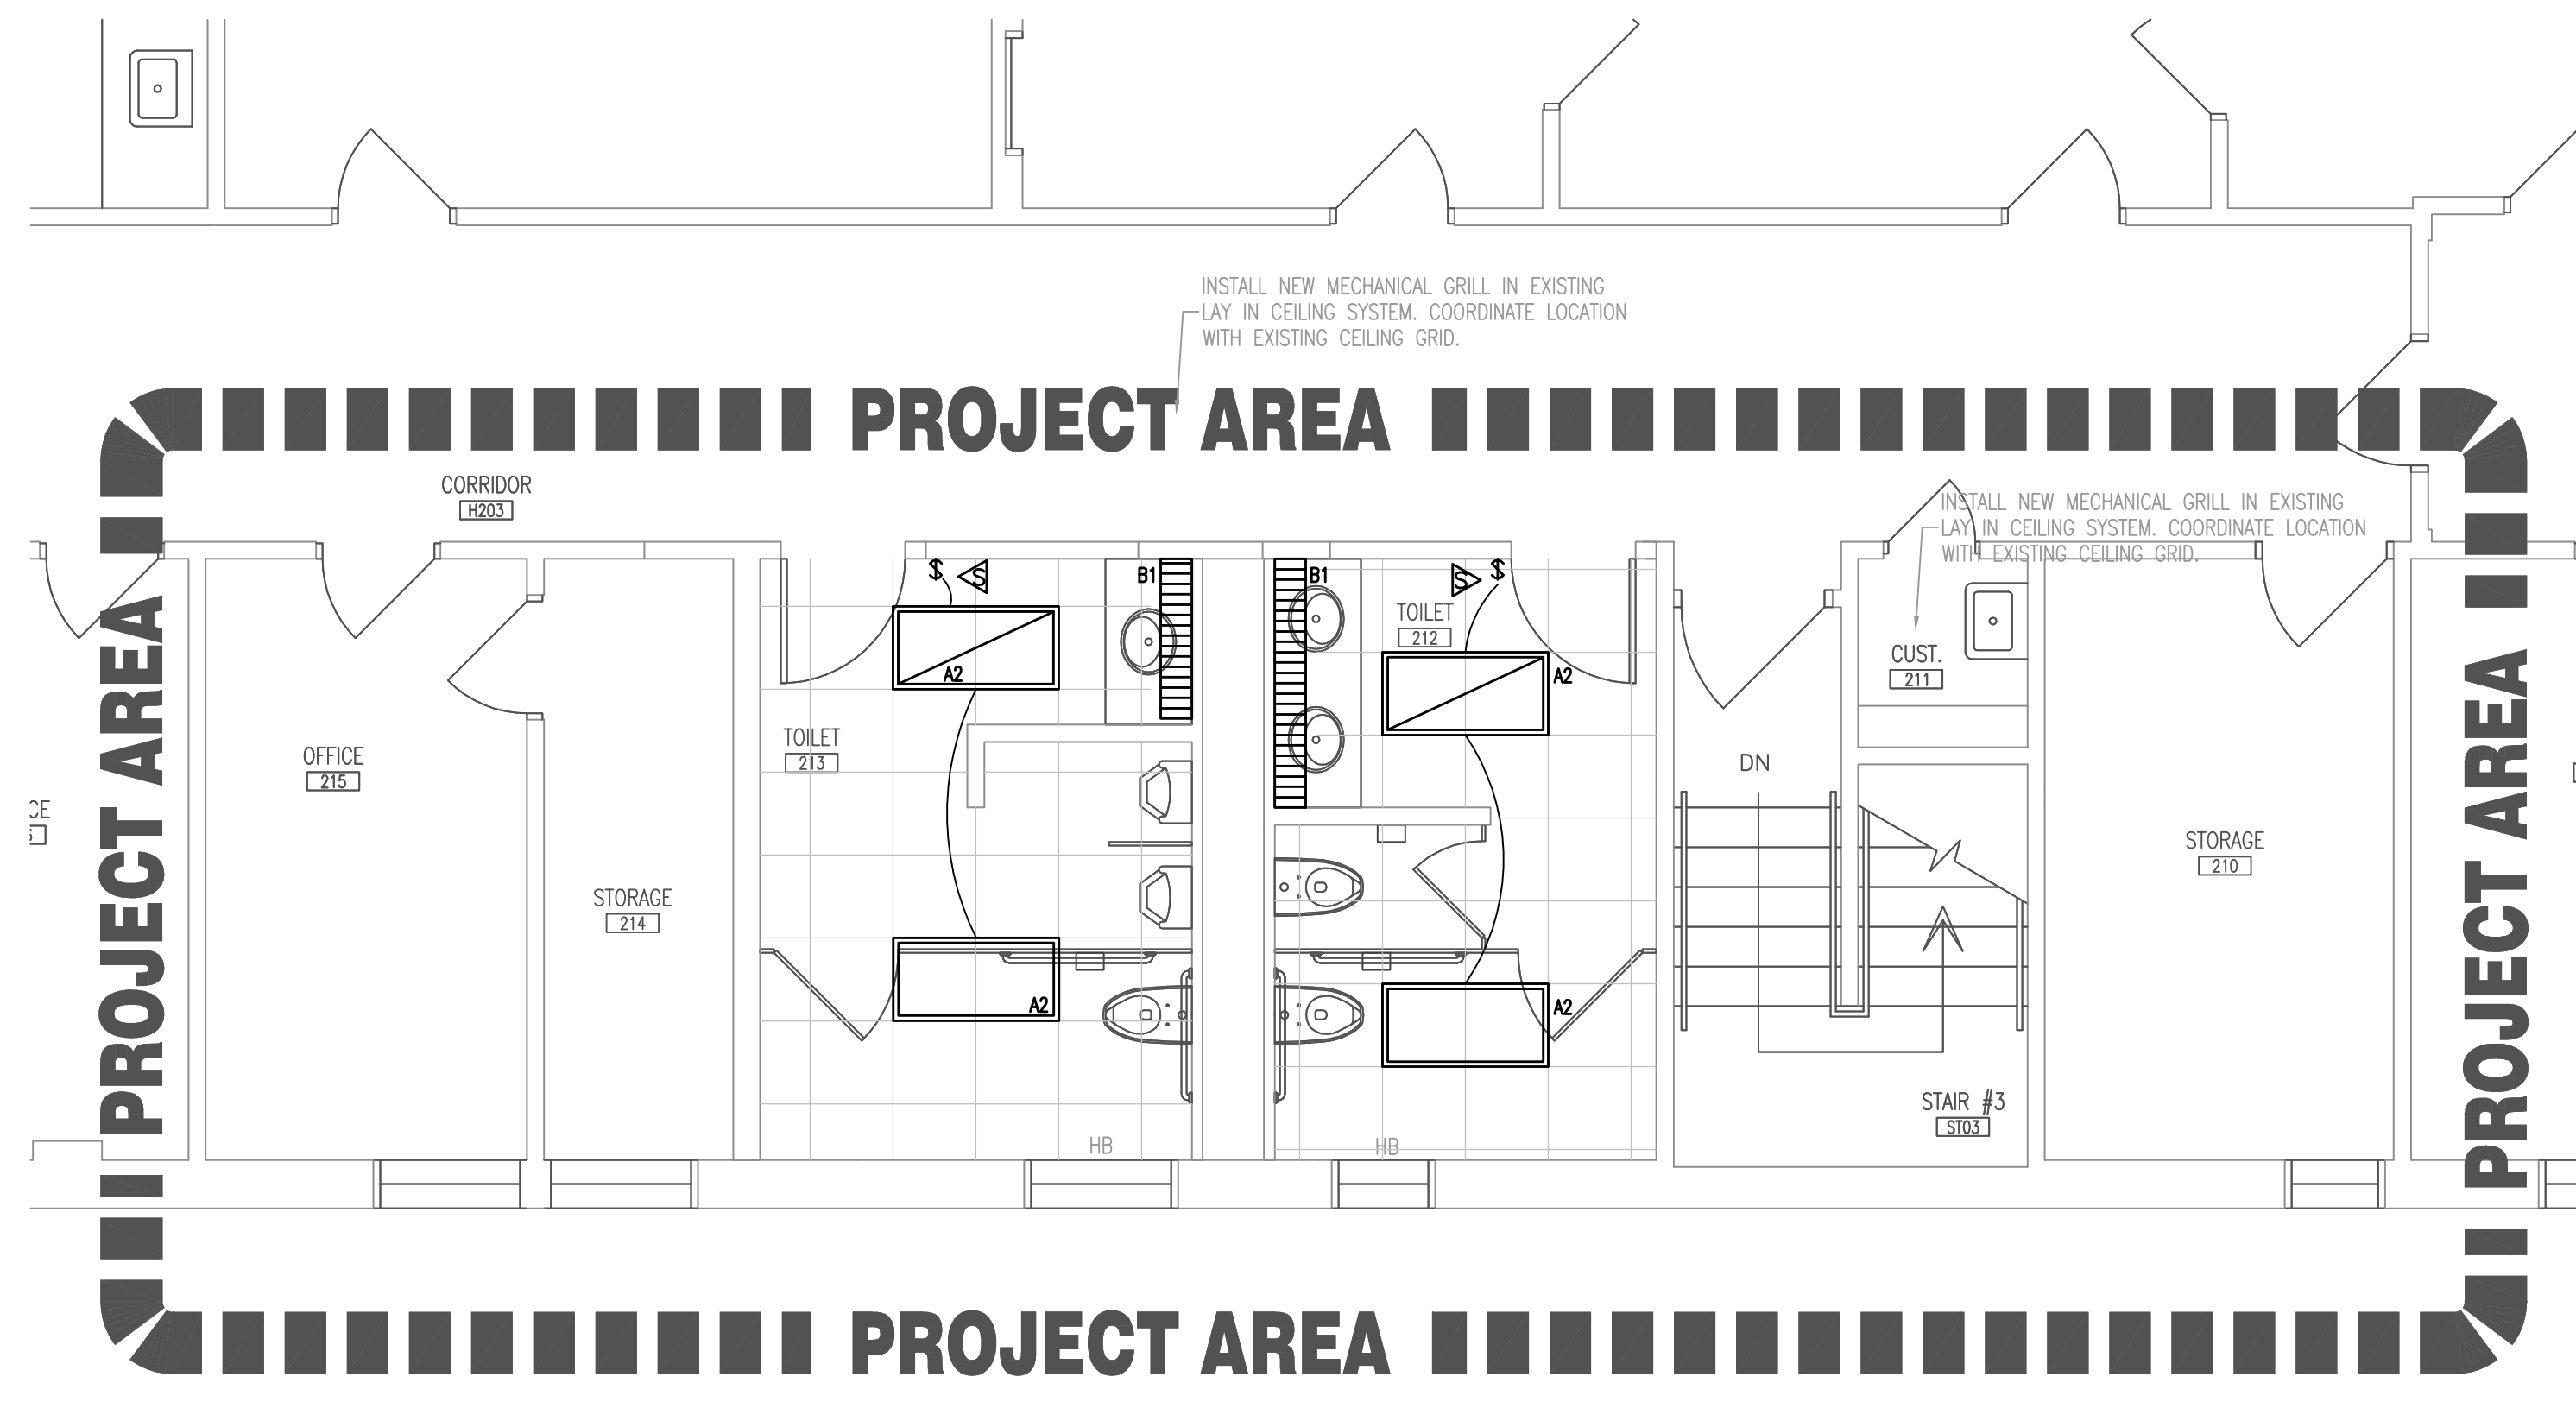 INSTALL NEW MECHANICAL GRILL IN EXISTING
LAY IN CEILING SYSTEM. COORDINATE LOCATION
WITH EXISTING CEILING GRID.
PROJECT AREA
CORRIDOR
H203
INSTALL NEW MECHANICAL GRILL IN EXISTING
LAY IN CEILING SYSTEM. COORDINATE LOCATION
WITH EXISTING CEILING GRID.
$
S
B1
B1
S
$
TOILET
212
A2
A2
CUST.
211
PROJECT AREA
PROJECT AREA
OFFICE
215
TOILET
213
DN
STORAGE
210
STORAGE
214
A2
A2
STAIR #3
ST03
HB
HB
PROJECT AREA